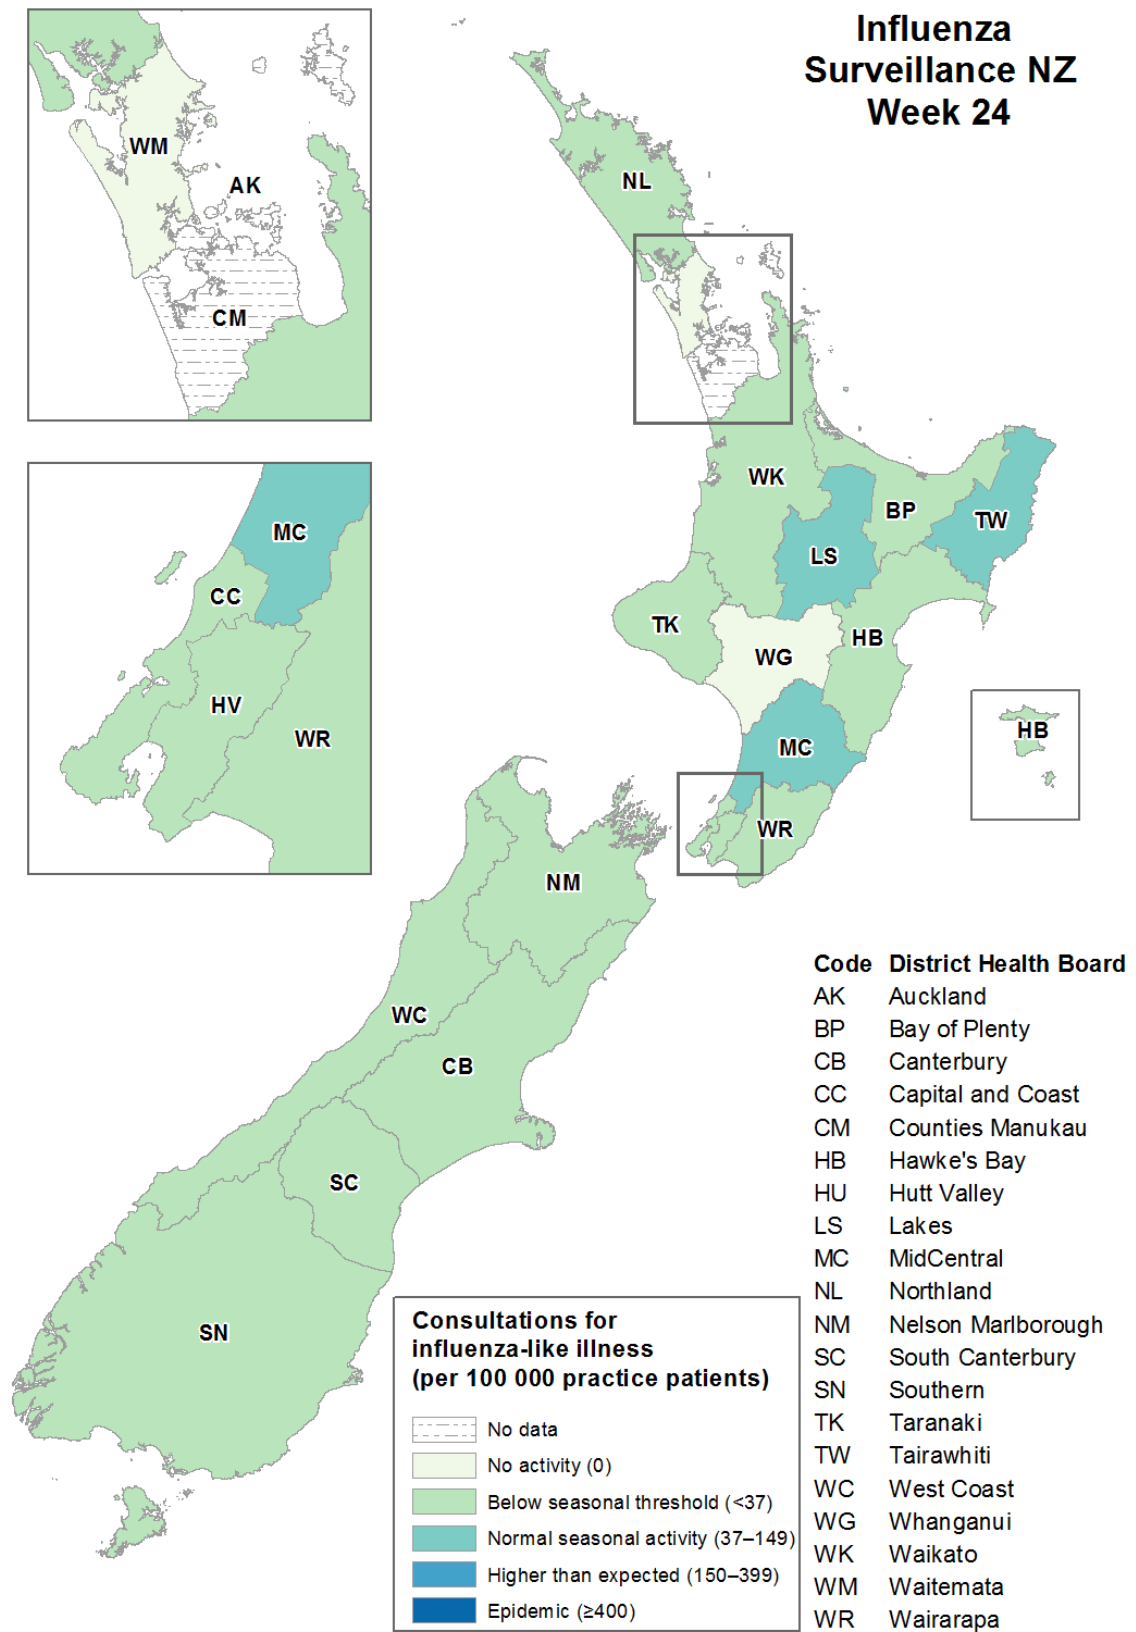 Influenza
Surveillance NZ
Week 24
WM
AK
CM
NL
WK
BP
TW
LS
TK
WG
HB
MC
WR
HB
MC
CC
HV
WR
NM
WC
CB
SC
SN
Code District Health Board
AK Auckland
BP Bay of Plenty
CB Canterbury
CC Capital and Coast
CM Counties Manukau
HB Hawke's Bay
HU Hutt Valley
LS Lakes
MC MidCentral
NL Northland
NM Nelson Marlborough
SC South Canterbury
SN Southern
TK Taranaki
TW Tairawhiti
WC West Coast
WG Whanganui
WK Waikato
WM Waitemata
WR Wairarapa
Consultations for
influenza-like illness
(per 100 000 practice patients)
No data
No activity (0)
Below seasonal threshold (<37)
Normal seasonal activity (37–149)
Higher than expected (150–399)
Epidemic (≥400)